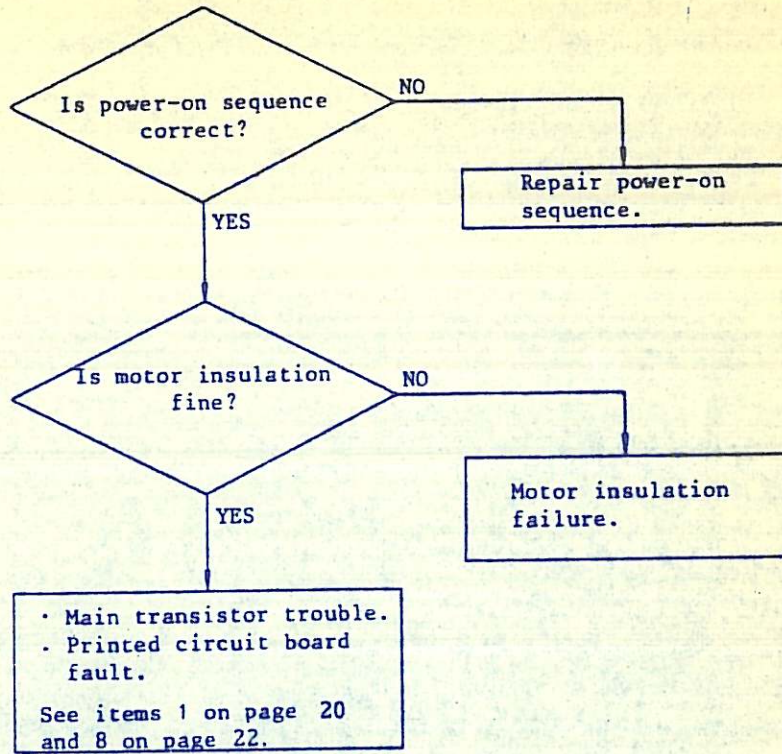 Is power-on sequence
correct?
NO
Repair power-on
sequence.
YES
Is motor insulation
fine?
NO
Motor insulation
failure.
YES
· Main transistor trouble.
· Printed circuit board
fault.
See items 1 on page 20
and 8 on page 22.